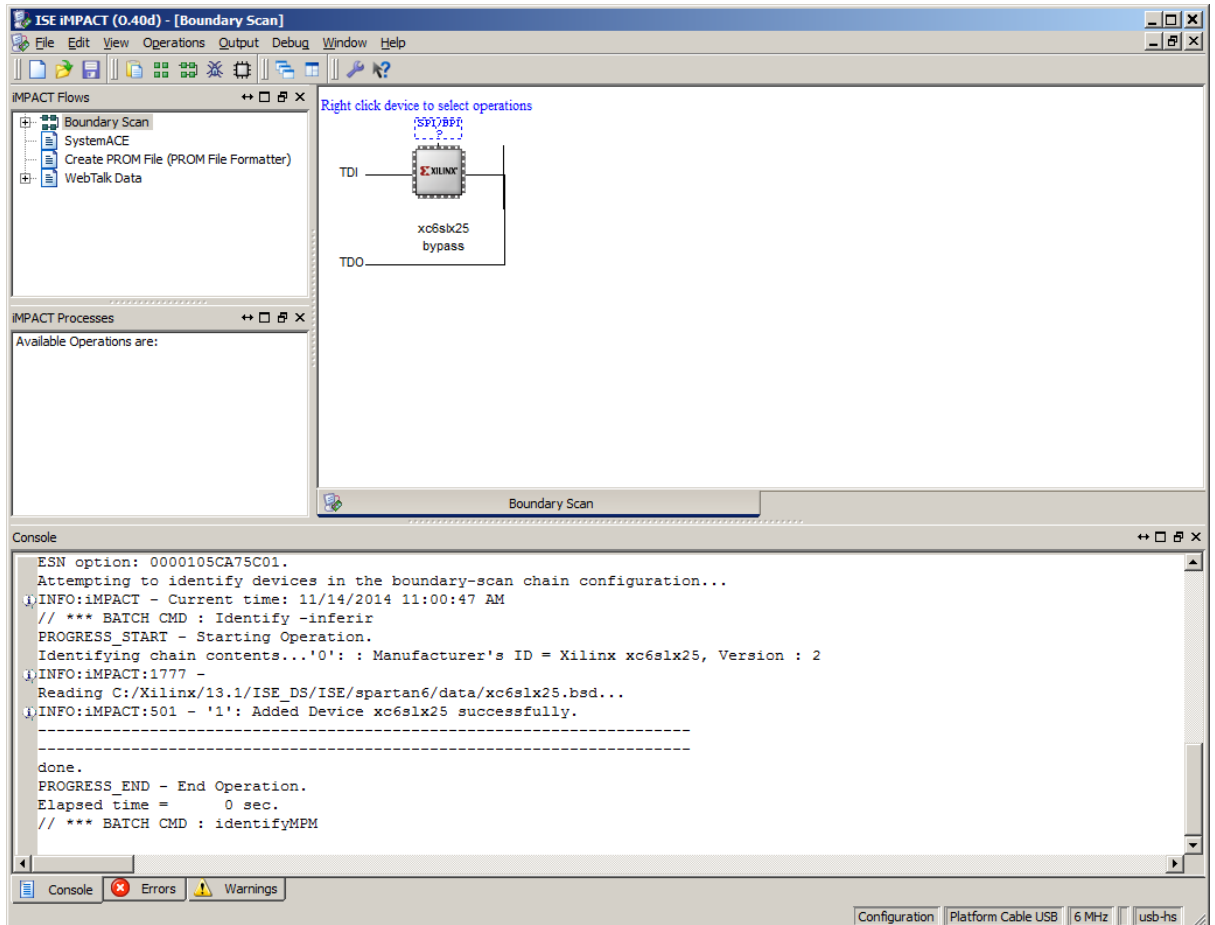 ISE iMPACT (0.40d) - [Boundary Scan]
File Edit View Operations Output Debug Window Help
iMPACT Flows
Boundary Scan
SystemACE
Create PROM File (PROM File Formatter)
WebTalk Data
iMPACT Processes
Available Operations are:
Right click device to select operations
SPI/BPI
?
TDI
XILINX
xc6slx25
bypass
TDO
Boundary Scan
Console
ESN option: 0000105CA75C01.
Attempting to identify devices in the boundary-scan chain configuration...
INFO:iMPACT - Current time: 11/14/2014 11:00:47 AM
// *** BATCH CMD : Identify -inferir
PROGRESS_START - Starting Operation.
Identifying chain contents...'0': : Manufacturer's ID = Xilinx xc6slx25, Version : 2
INFO:iMPACT:1777 -
Reading C:/Xilinx/13.1/ISE_DS/ISE/spartan6/data/xc6slx25.bsd...
INFO:iMPACT:501 - '1': Added Device xc6slx25 successfully.
----------------------------------------------------------------------
----------------------------------------------------------------------
done.
PROGRESS_END - End Operation.
Elapsed time =      0 sec.
// *** BATCH CMD : identifyMPM
Console Errors Warnings
Configuration Platform Cable USB 6 MHz usb-hs